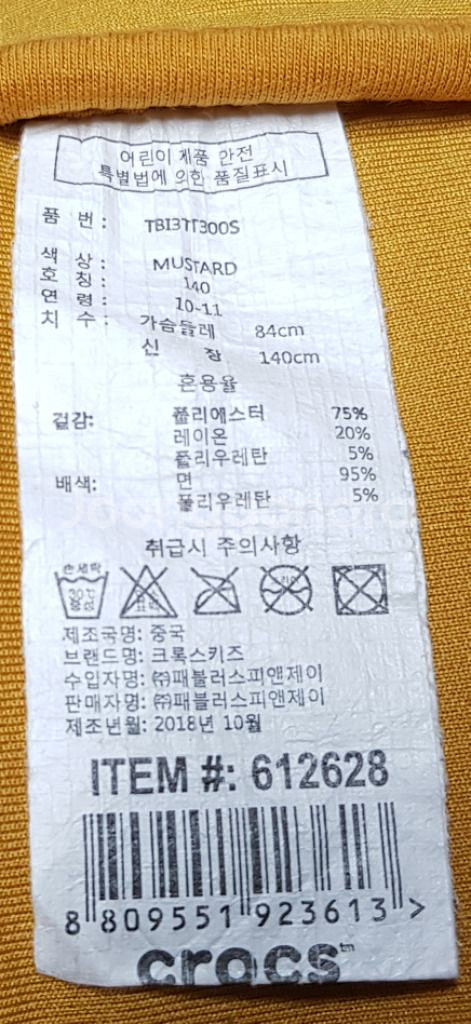 어린이 제품 안전
특별법에 의한 품질표시
품 번: TBI3TT300S
색 상: MUSTARD
호 칭: 140
연 령: 10-11
치 수: 가슴둘레 84cm
신 장 140cm
혼용율
겉감: 폴리에스터 75%
레이온 20%
폴리우레탄 5%
배색: 면 95%
폴리우레탄 5%
취급시 주의사항
손세탁
30℃
중성
제조국명: 중국
브랜드명: 크록스키즈
수입자명: ㈜패블러스피앤제이
판매자명: ㈜패블러스피앤제이
제조년월: 2018년 10월
ITEM #: 612628
8 809551 923613 >
crocs™